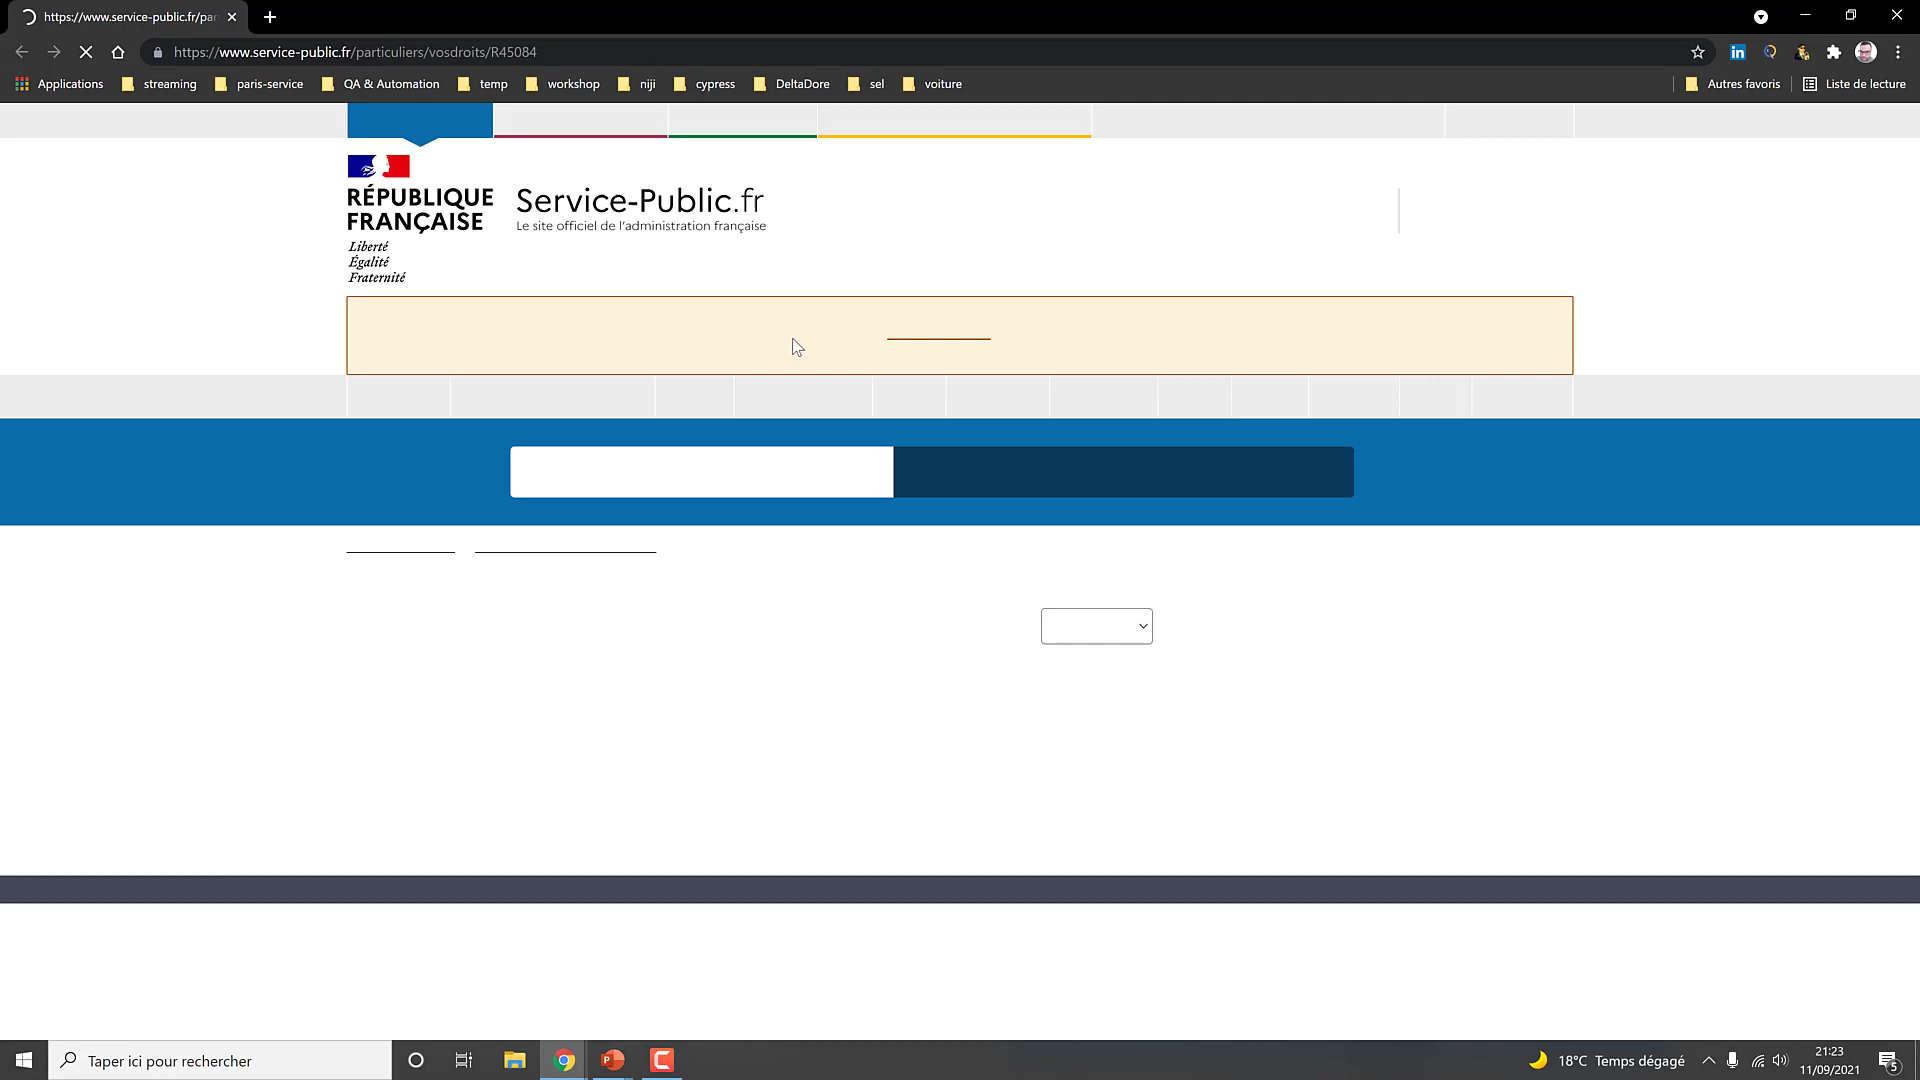 https://www.service-public.fr/par
https://www.service-public.fr/particuliers/vosdroits/R45084
Applications
streaming
paris-service
QA & Automation
temp
workshop
niji
cypress
DeltaDore
sel
voiture
Autres favoris
Liste de lecture
RÉPUBLIQUE
FRANÇAISE
Liberté
Égalité
Fraternité
Service-Public.fr
Le site officiel de l'administration française
Taper ici pour rechercher
18°C Temps dégagé
21:23
11/09/2021
5